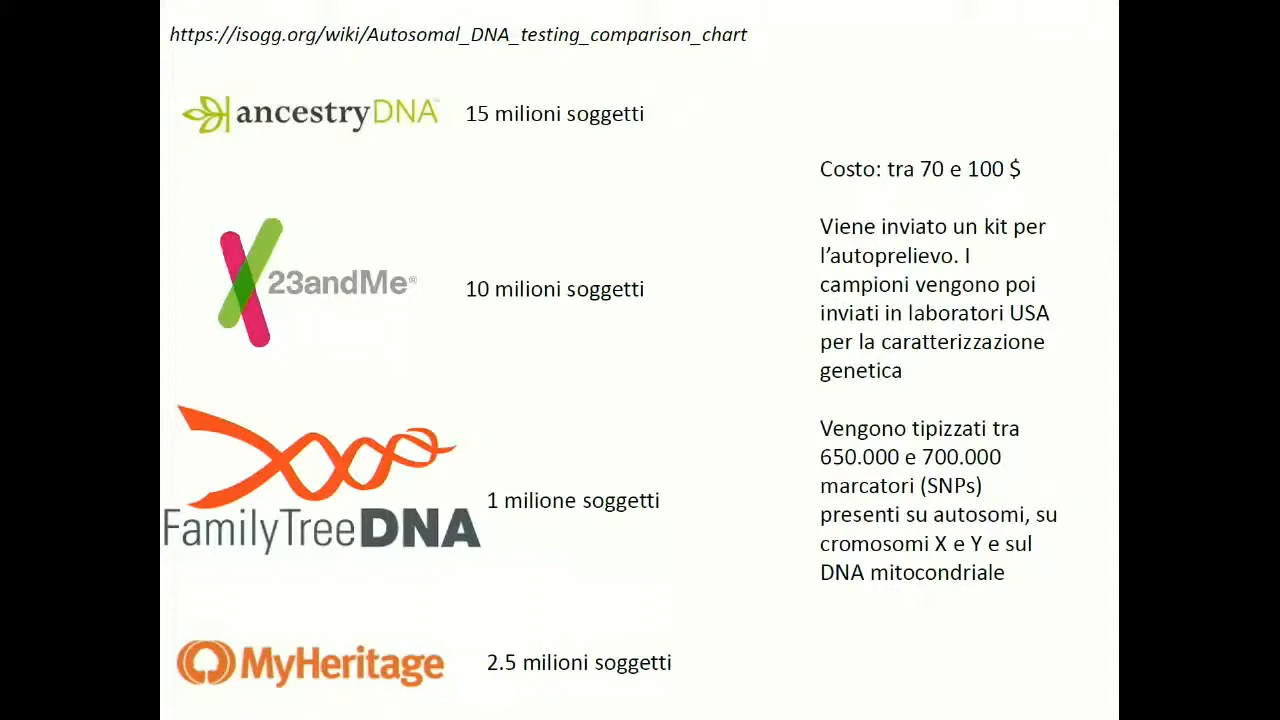 https://isogg.org/wiki/Autosomal_DNA_testing_comparison_chart
ancestryDNA™ 15 milioni soggetti
Costo: tra 70 e 100 $
Viene inviato un kit per
l’autoprelievo. I
campioni vengono poi
inviati in laboratori USA
per la caratterizzazione
genetica
23andMe® 10 milioni soggetti
Vengono tipizzati tra
650.000 e 700.000
marcatori (SNPs)
presenti su autosomi, su
cromosomi X e Y e sul
DNA mitocondriale
FamilyTreeDNA 1 milione soggetti
MyHeritage 2.5 milioni soggetti